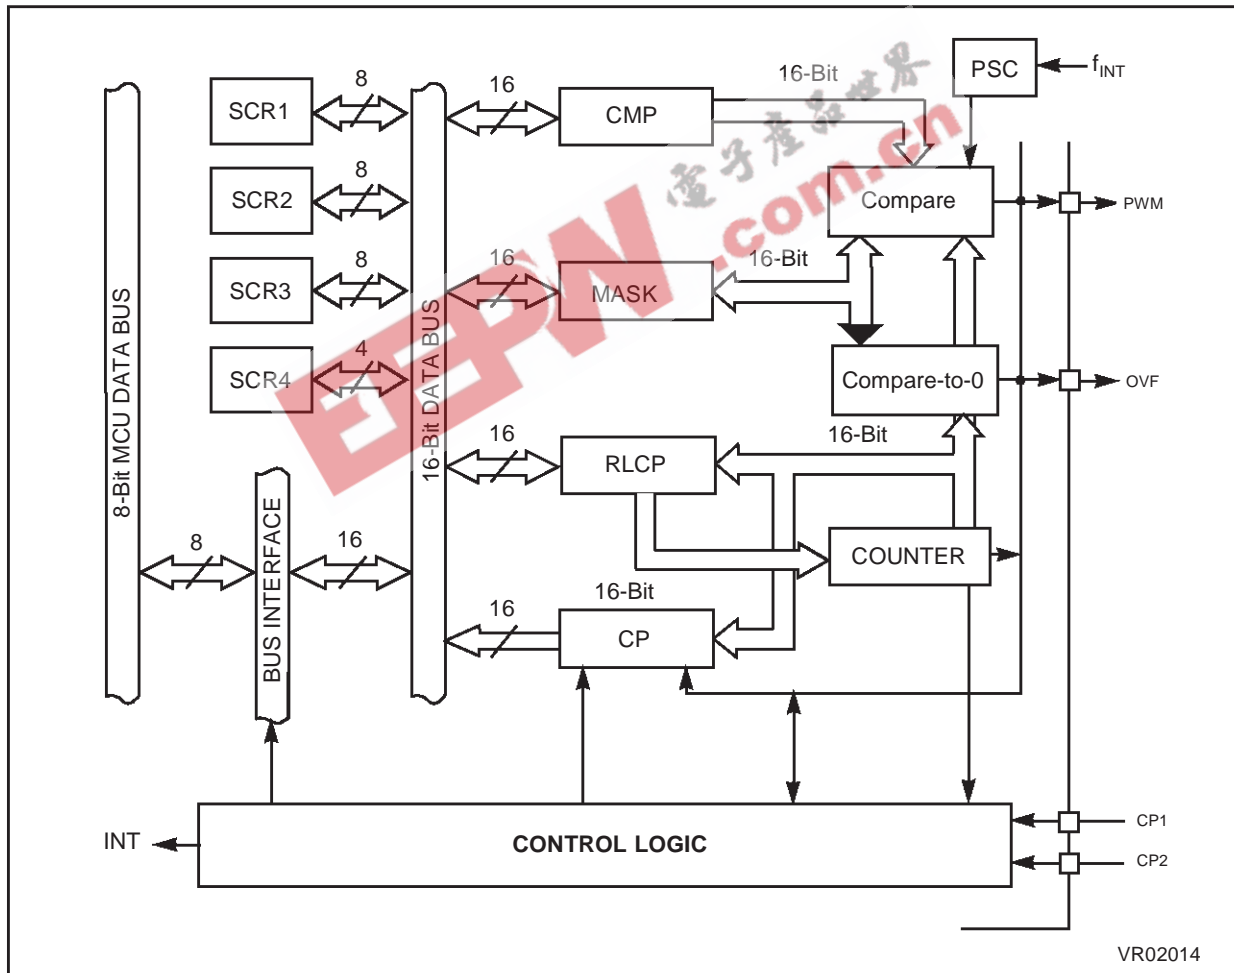 PSC
fINT
16-Bit
8
16
SCR1
CMP
8
SCR2
Compare
PWM
8
16
16-Bit
SCR3
MASK
4
SCR4
Compare-to-0
OVF
8-Bit MCU DATA BUS
16-Bit DATA BUS
16
16-Bit
RLCP
BUS INTERFACE
8
16
COUNTER
16
16-Bit
CP
INT
CONTROL LOGIC
CP1
CP2
VR02014
EEPW.com.cn
電子產品世界